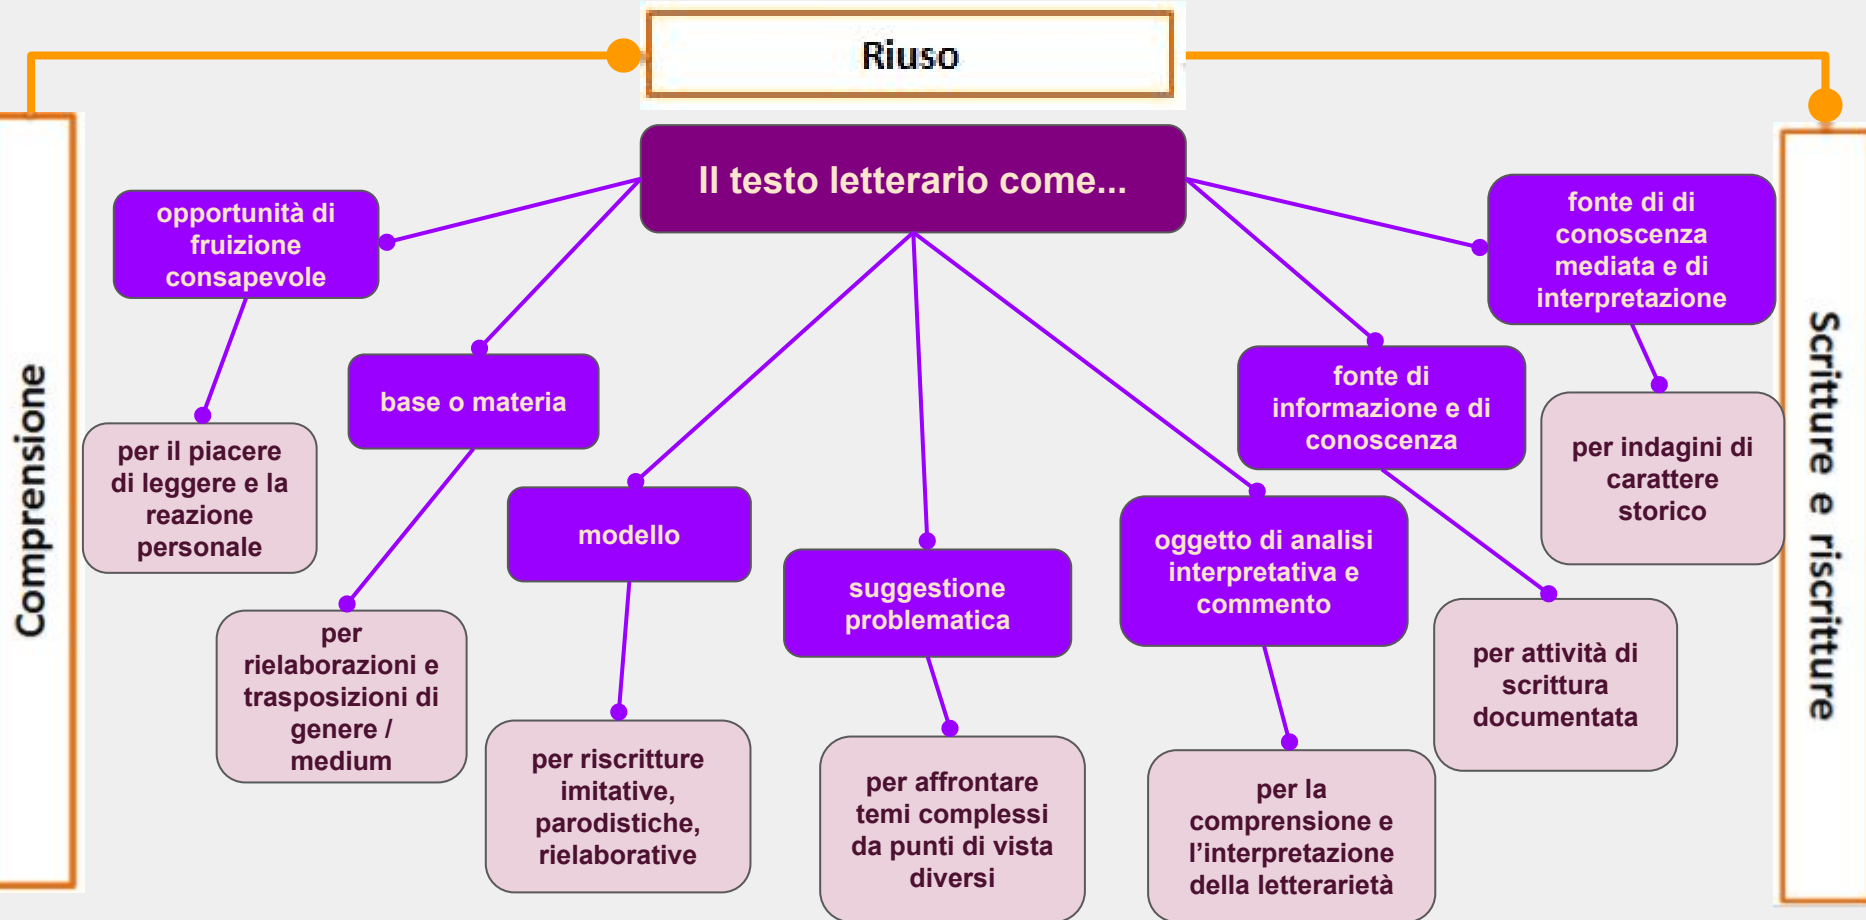 Riuso
Il testo letterario come...
Comprensione
opportunità di
fruizione
consapevole
per il piacere
di leggere e la
reazione
personale
base o materia
per
rielaborazioni e
trasposizioni di
genere /
medium
modello
per riscritture
imitative,
parodistiche,
rielaborative
suggestione
problematica
per affrontare
temi complessi
da punti di vista
diversi
oggetto di analisi
interpretativa e
commento
per la
comprensione e
l’interpretazione
della letterarietà
fonte di
informazione e di
conoscenza
per attività di
scrittura
documentata
fonte di di
conoscenza
mediata e di
interpretazione
per indagini di
carattere
storico
Scritture e riscritture